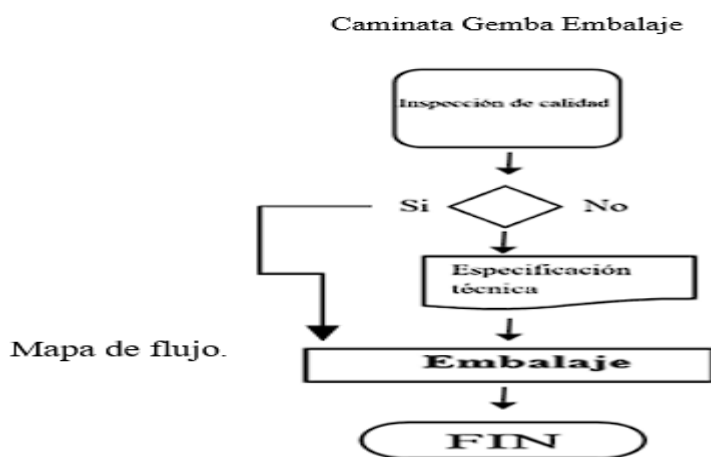 Caminata Gemba Embalaje
Inspección de calidad
Si
No
Especificación
técnica
Mapa de flujo.
Embalaje
FIN